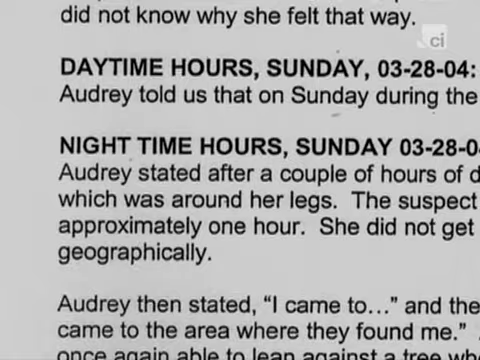 did not know why she felt that way.
ci
DAYTIME HOURS, SUNDAY, 03-28-04:
Audrey told us that on Sunday during the
NIGHT TIME HOURS, SUNDAY 03-28-0
Audrey stated after a couple of hours of d
which was around her legs. The suspect
approximately one hour. She did not get
geographically.
Audrey then stated, “I came to…” and the
came to the area where they found me.”
once again able to lean against a tree